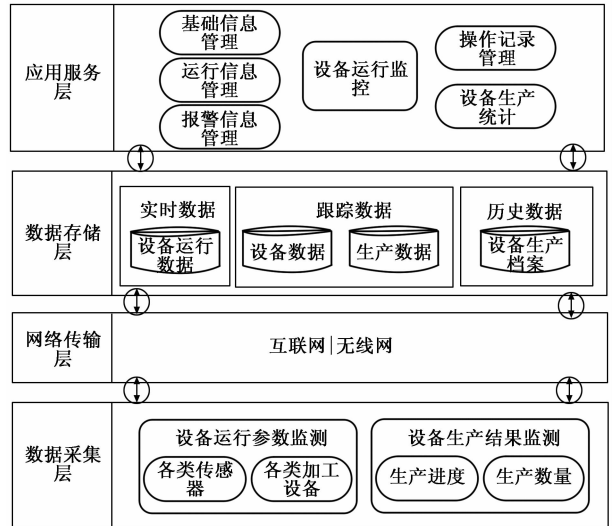 应用服务
层
基础信息
管理
运行信息
管理
报警信息
管理
设备运行监
控
操作记录
管理
设备生产
统计
数据存储
层
实时数据
设备运行
数据
跟踪数据
设备数据
生产数据
历史数据
设备生产
档案
网络传输
层
互联网|无线网
数据采集
层
设备运行参数监测
各类传感
器
各类加工
设备
设备生产结果监测
生产进度
生产数量